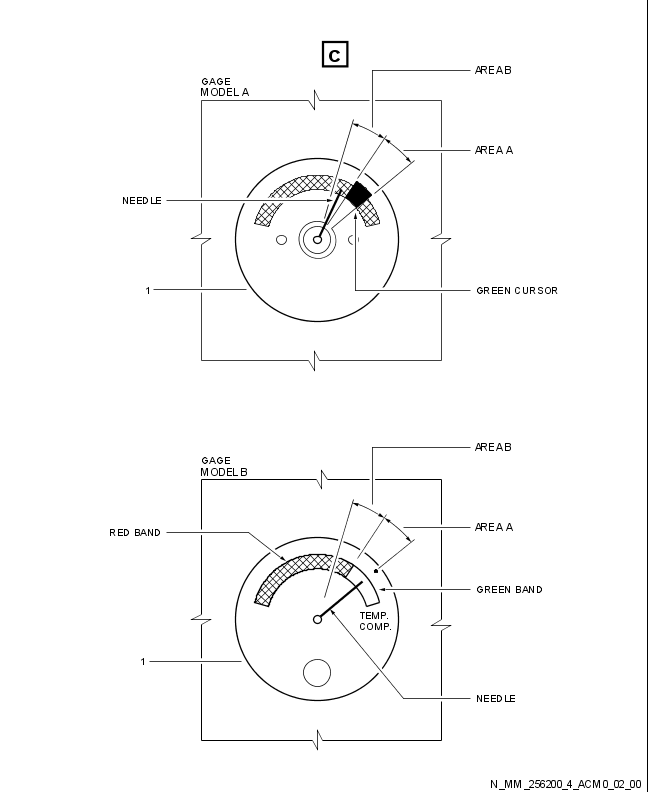 C
AREA B
GAGE
MODEL A
AREA A
NEEDLE
1
GREEN CURSOR
AREA B
GAGE
MODEL B
AREA A
RED BAND
GREEN BAND
TEMP.
COMP.
1
NEEDLE
N_MM_256200_4_ACM0_02_00